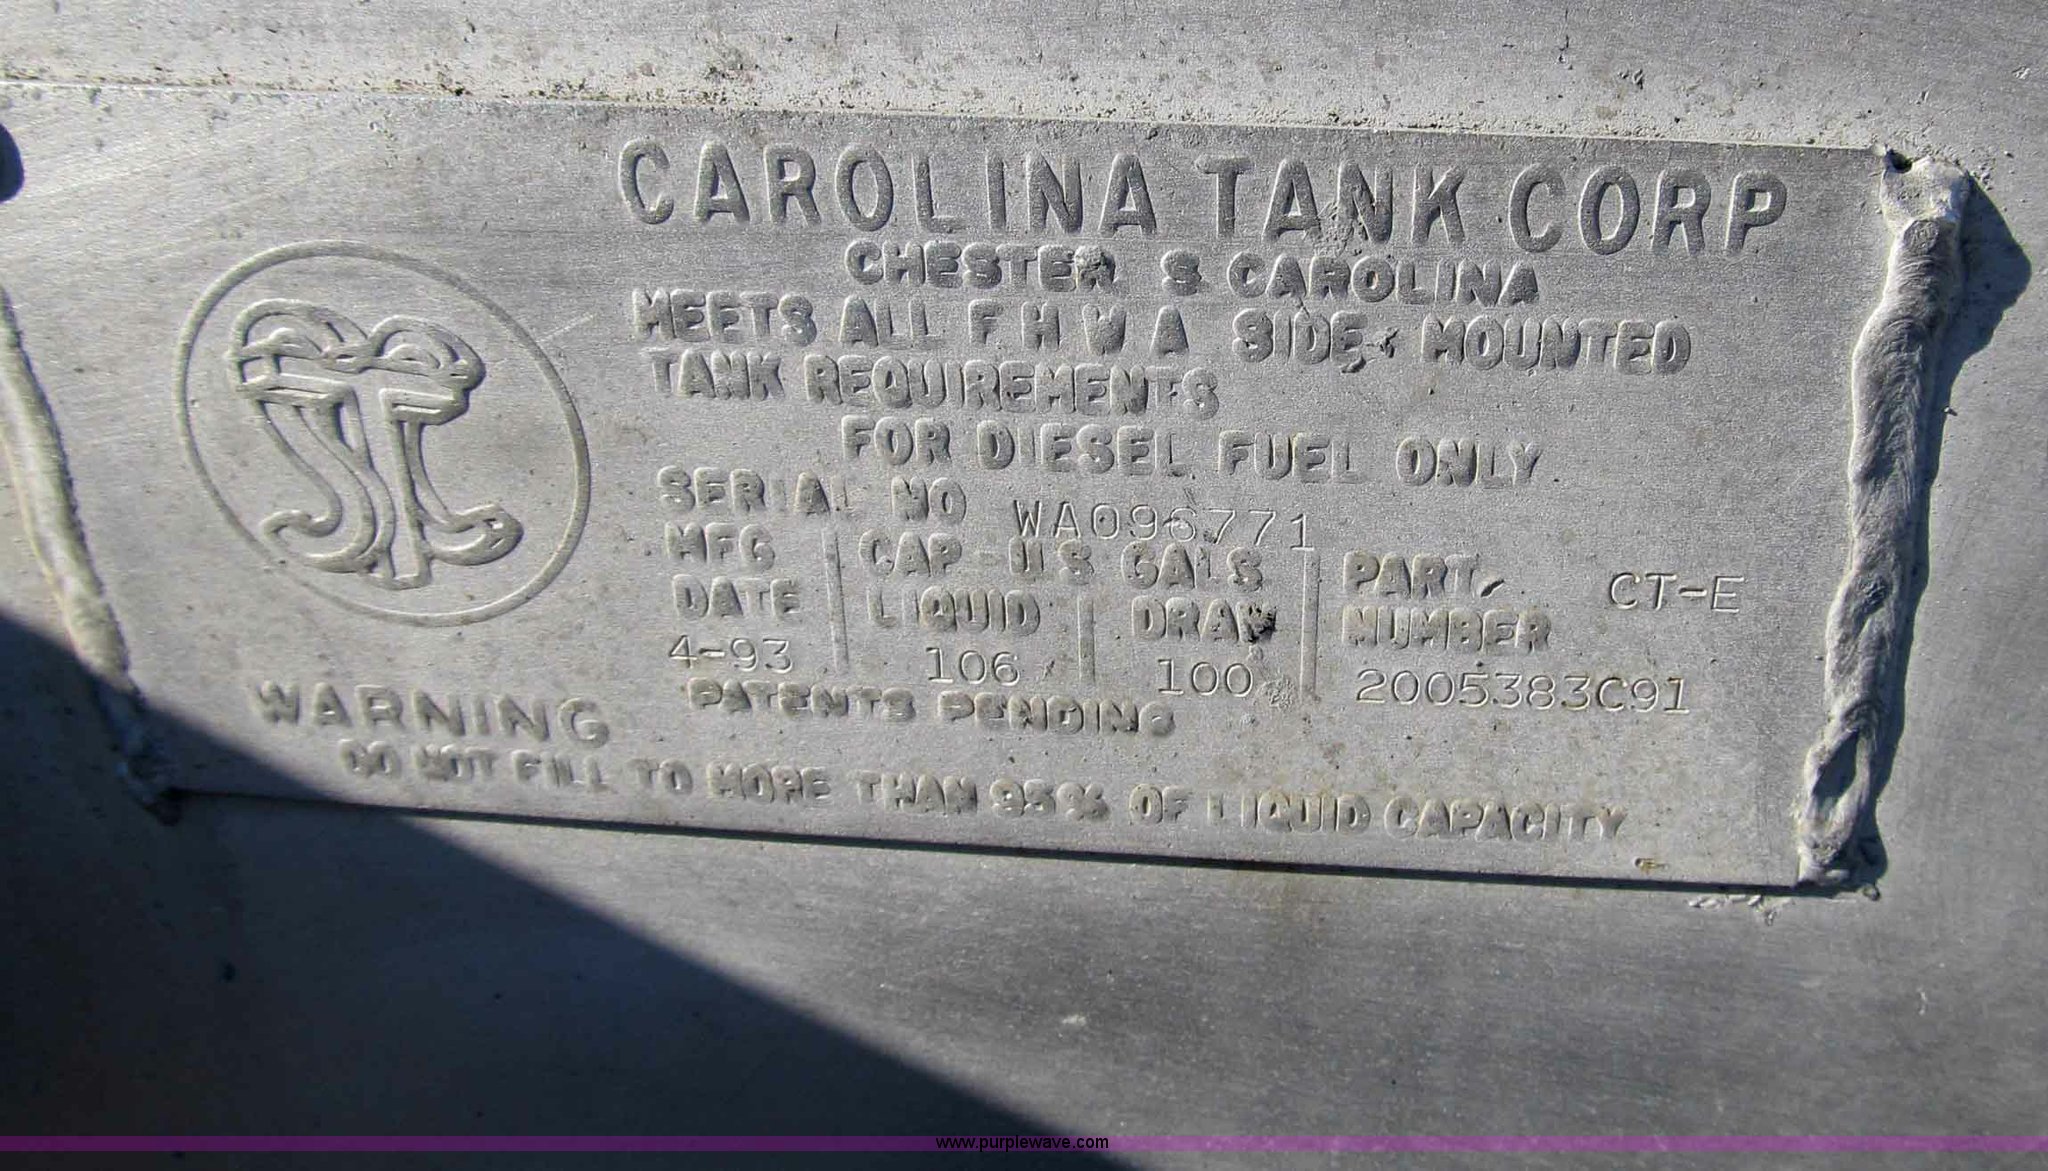 CAROLINA TANK CORP
CHESTER S CAROLINA
MEETS ALL F H W A SIDE - MOUNTED
TANK REQUIREMENTS
FOR DIESEL FUEL ONLY
SERIAL NO WA096771
MFG CAP - U S GALS PART CT-E
DATE LIQUID DRAW NUMBER
4-93 106 100 2005383C91
WARNING PATENTS PENDING
DO NOT FILL TO MORE THAN 95% OF LIQUID CAPACITY
www.purplewave.com